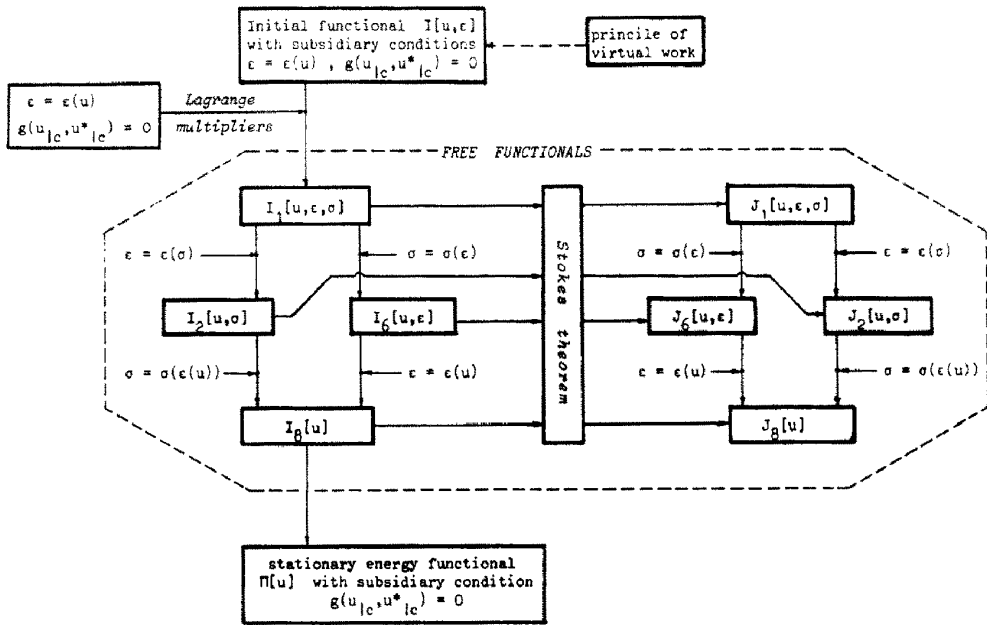 Initial functional I[u,ε]
with subsidiary conditions
ε = ε(u) , g(u|c,u*|c) = 0
princile of
virtual work
ε = ε(u)
g(u|c,u*|c) = 0
Lagrange
multipliers
FREE FUNCTIONALS
I1[u,ε,σ]
J1[u,ε,σ]
ε = ε(σ)
σ = σ(ε)
σ = σ(ε)
ε = ε(σ)
Stokes theorem
I2[u,σ]
I6[u,ε]
J6[u,ε]
J2[u,σ]
σ = σ(ε(u))
ε = ε(u)
ε = ε(u)
σ = σ(ε(u))
I8[u]
J8[u]
stationary energy functional
Π[u] with subsidiary condition
g(u|c,u*|c) = 0